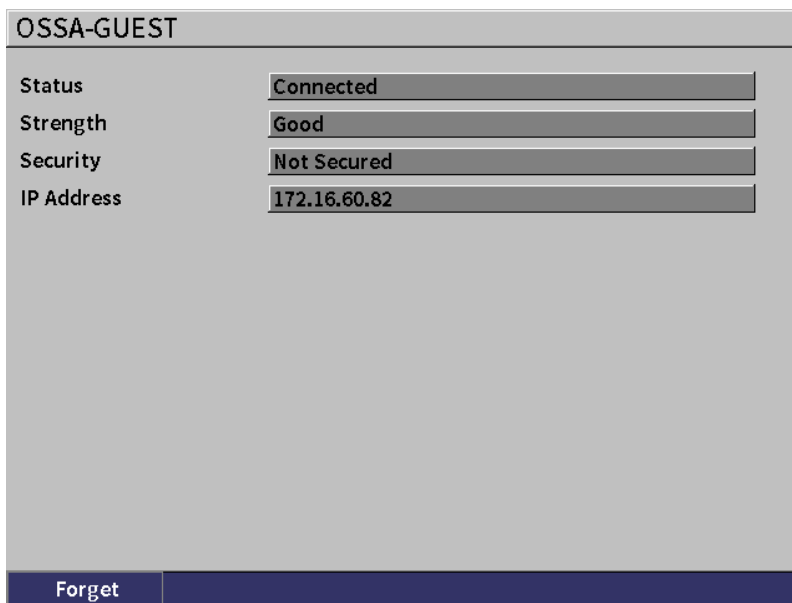 OSSA-GUEST
Status Connected
Strength Good
Security Not Secured
IP Address 172.16.60.82
Forget